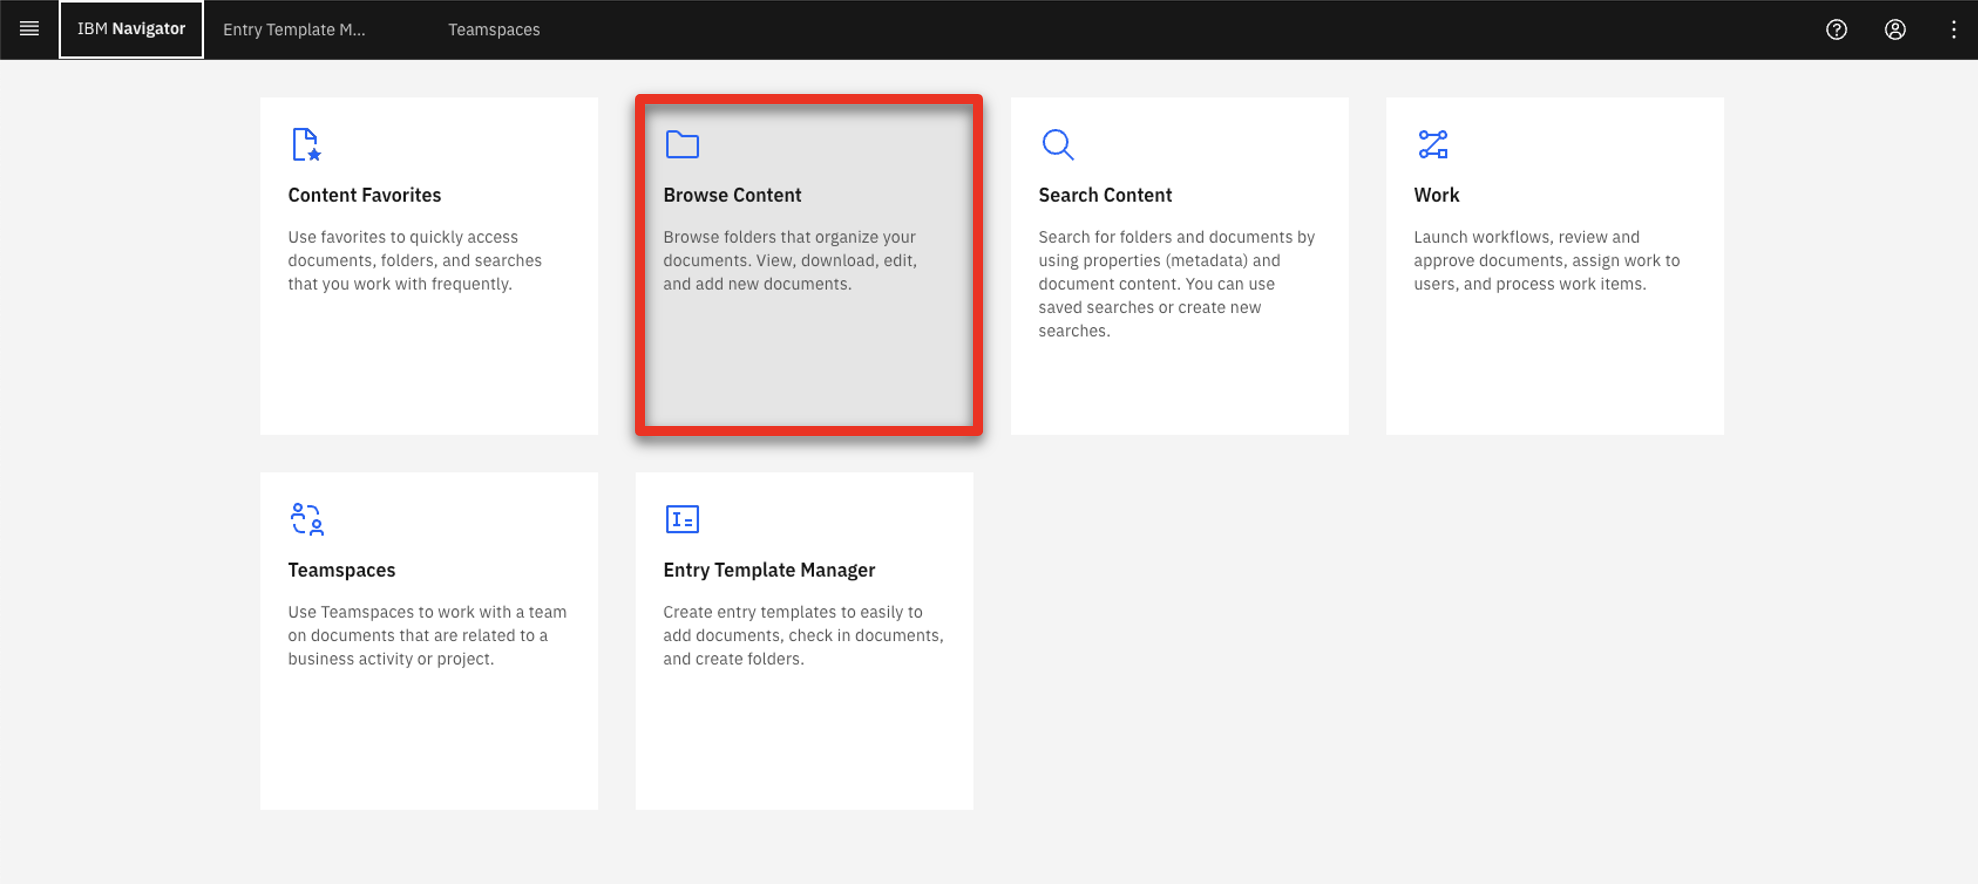 IBM Navigator
Entry Template M...
Teamspaces
Content Favorites
Use favorites to quickly access
documents, folders, and searches
that you work with frequently.
Browse Content
Browse folders that organize your
documents. View, download, edit,
and add new documents.
Search Content
Search for folders and documents by
using properties (metadata) and
document content. You can use
saved searches or create new
searches.
Work
Launch workflows, review and
approve documents, assign work to
users, and process work items.
Teamspaces
Use Teamspaces to work with a team
on documents that are related to a
business activity or project.
Entry Template Manager
Create entry templates to easily to
add documents, check in documents,
and create folders.